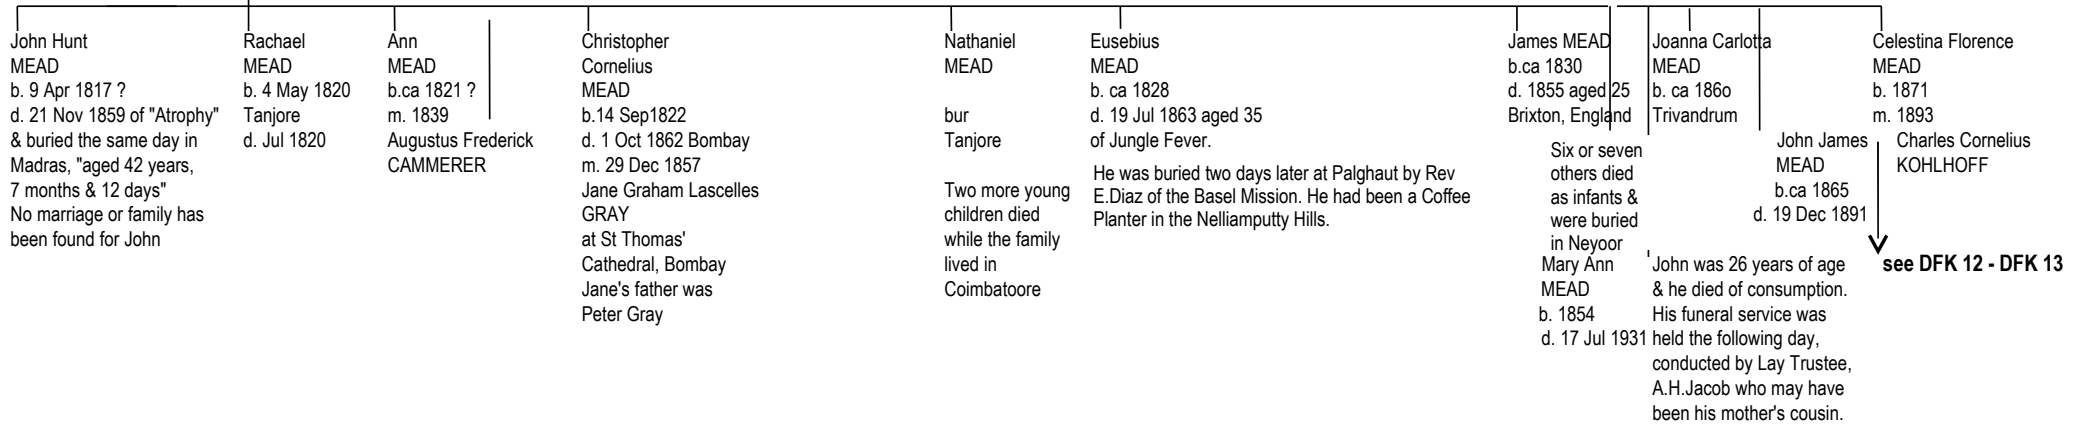 John Hunt
MEAD
b. 9 Apr 1817 ?
d. 21 Nov 1859 of "Atrophy"
& buried the same day in
Madras, "aged 42 years,
7 months & 12 days"
No marriage or family has
been found for John
Rachael
MEAD
b. 4 May 1820
Tanjore
d. Jul 1820
Ann
MEAD
b.ca 1821 ?
m. 1839
Augustus Frederick
CAMMERER
Christopher
Cornelius
MEAD
b.14 Sep1822
d. 1 Oct 1862 Bombay
m. 29 Dec 1857
Jane Graham Lascelles
GRAY
at St Thomas'
Cathedral, Bombay
Jane's father was
Peter Gray
Nathaniel
MEAD
bur
Tanjore
Two more young
children died
while the family
lived in
Coimbatoore
Eusebius
MEAD
b. ca 1828
d. 19 Jul 1863 aged 35
of Jungle Fever.
He was buried two days later at Palghaut by Rev
E.Diaz of the Basel Mission. He had been a Coffee
Planter in the Nelliamputty Hills.
James MEAD
b.ca 1830
d. 1855 aged 25
Brixton, England
Six or seven
others died
as infants &
were buried
in Neyoor
Mary Ann
MEAD
b. 1854
d. 17 Jul 1931
Joanna Carlotta
MEAD
b. ca 186o
Trivandrum
John James
MEAD
b.ca 1865
d. 19 Dec 1891
John was 26 years of age
& he died of consumption.
His funeral service was
held the following day,
conducted by Lay Trustee,
A.H.Jacob who may have
been his mother's cousin.
Celestina Florence
MEAD
b. 1871
m. 1893
Charles Cornelius
KOHLHOFF
see DFK 12 - DFK 13